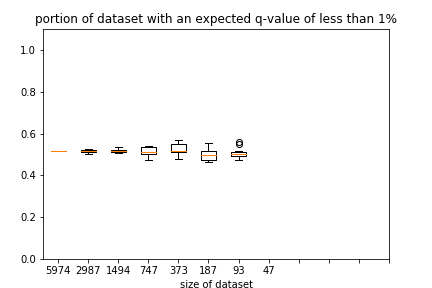 portion of dataset with an expected q-value of less than 1%
1.0
0.8
0.6
0.4
0.2
0.0
5974 2987 1494 747 373 187 93 47
size of dataset